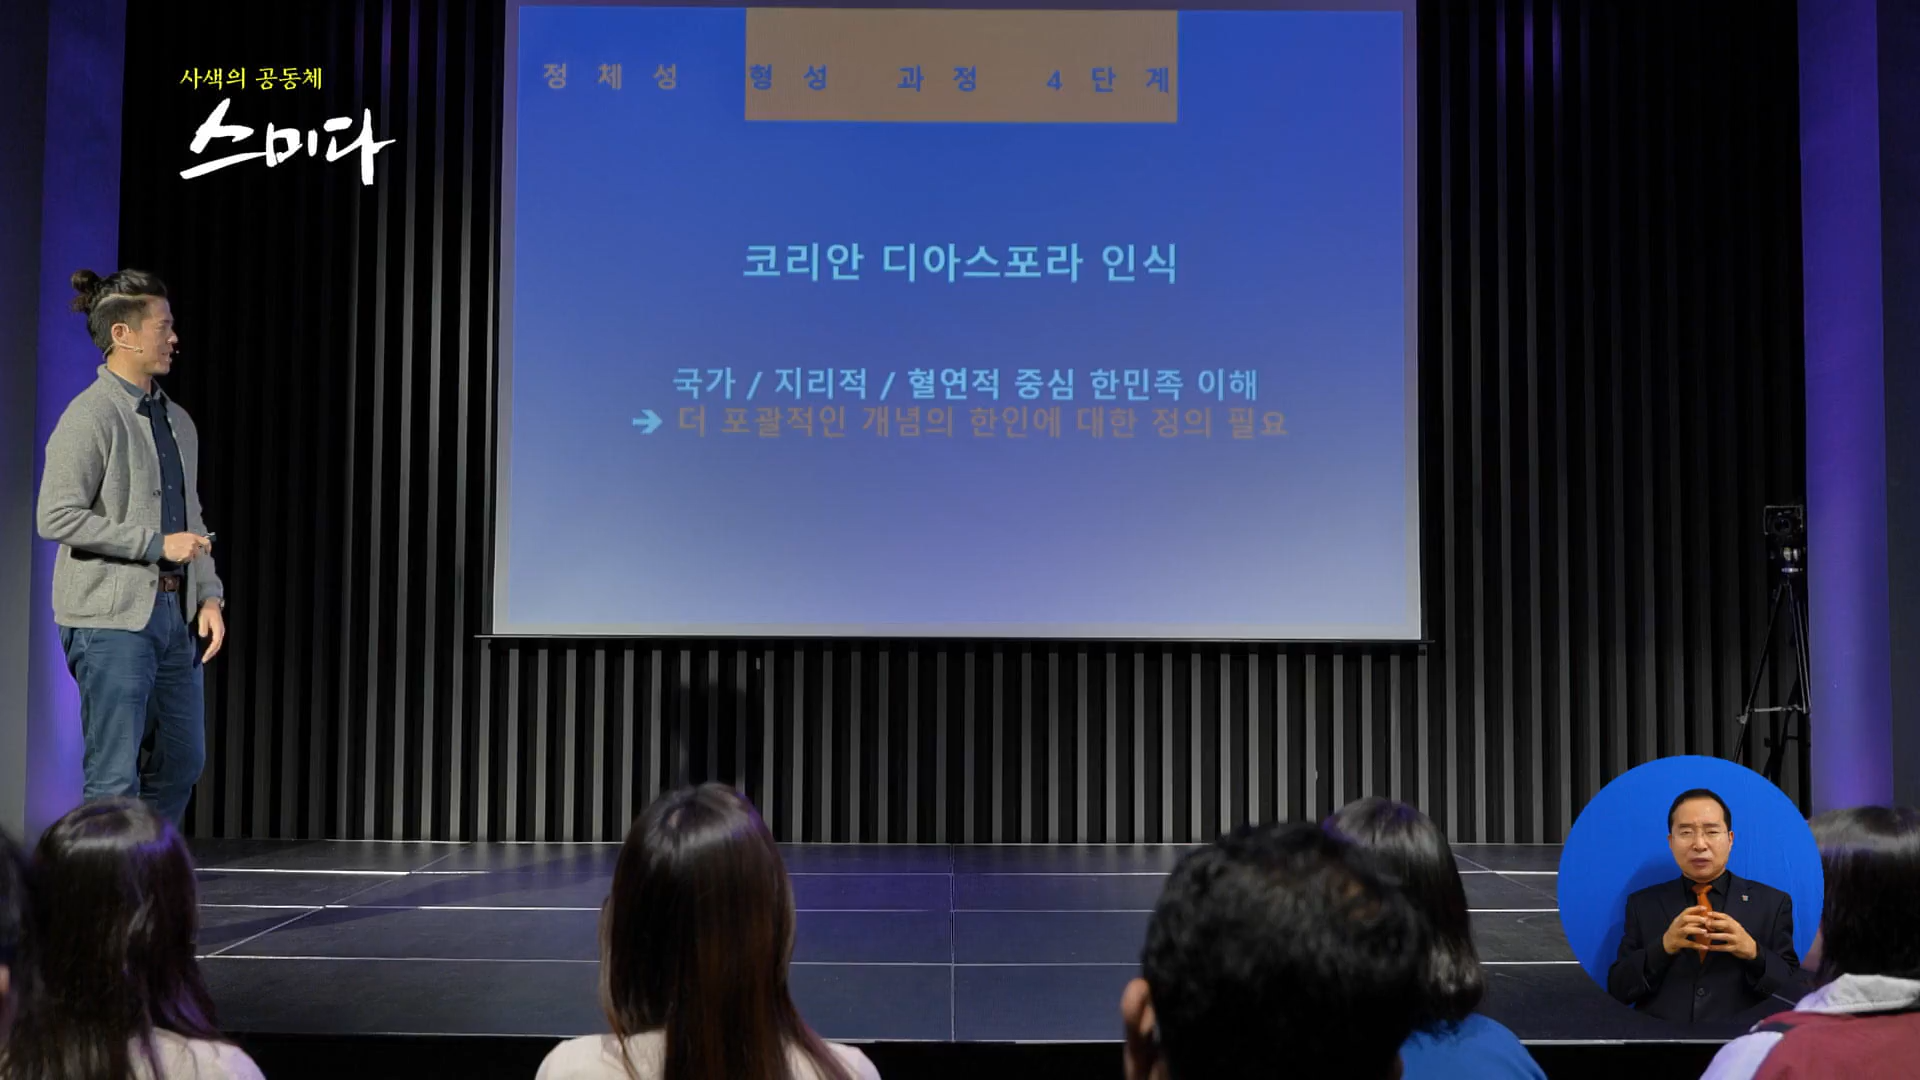 사색의 공동체
스미다
정체성 형성 과정 4단계
코리안 디아스포라 인식
국가 / 지리적 / 혈연적 중심 한민족 이해
➔ 더 포괄적인 개념의 한인에 대한 정의 필요